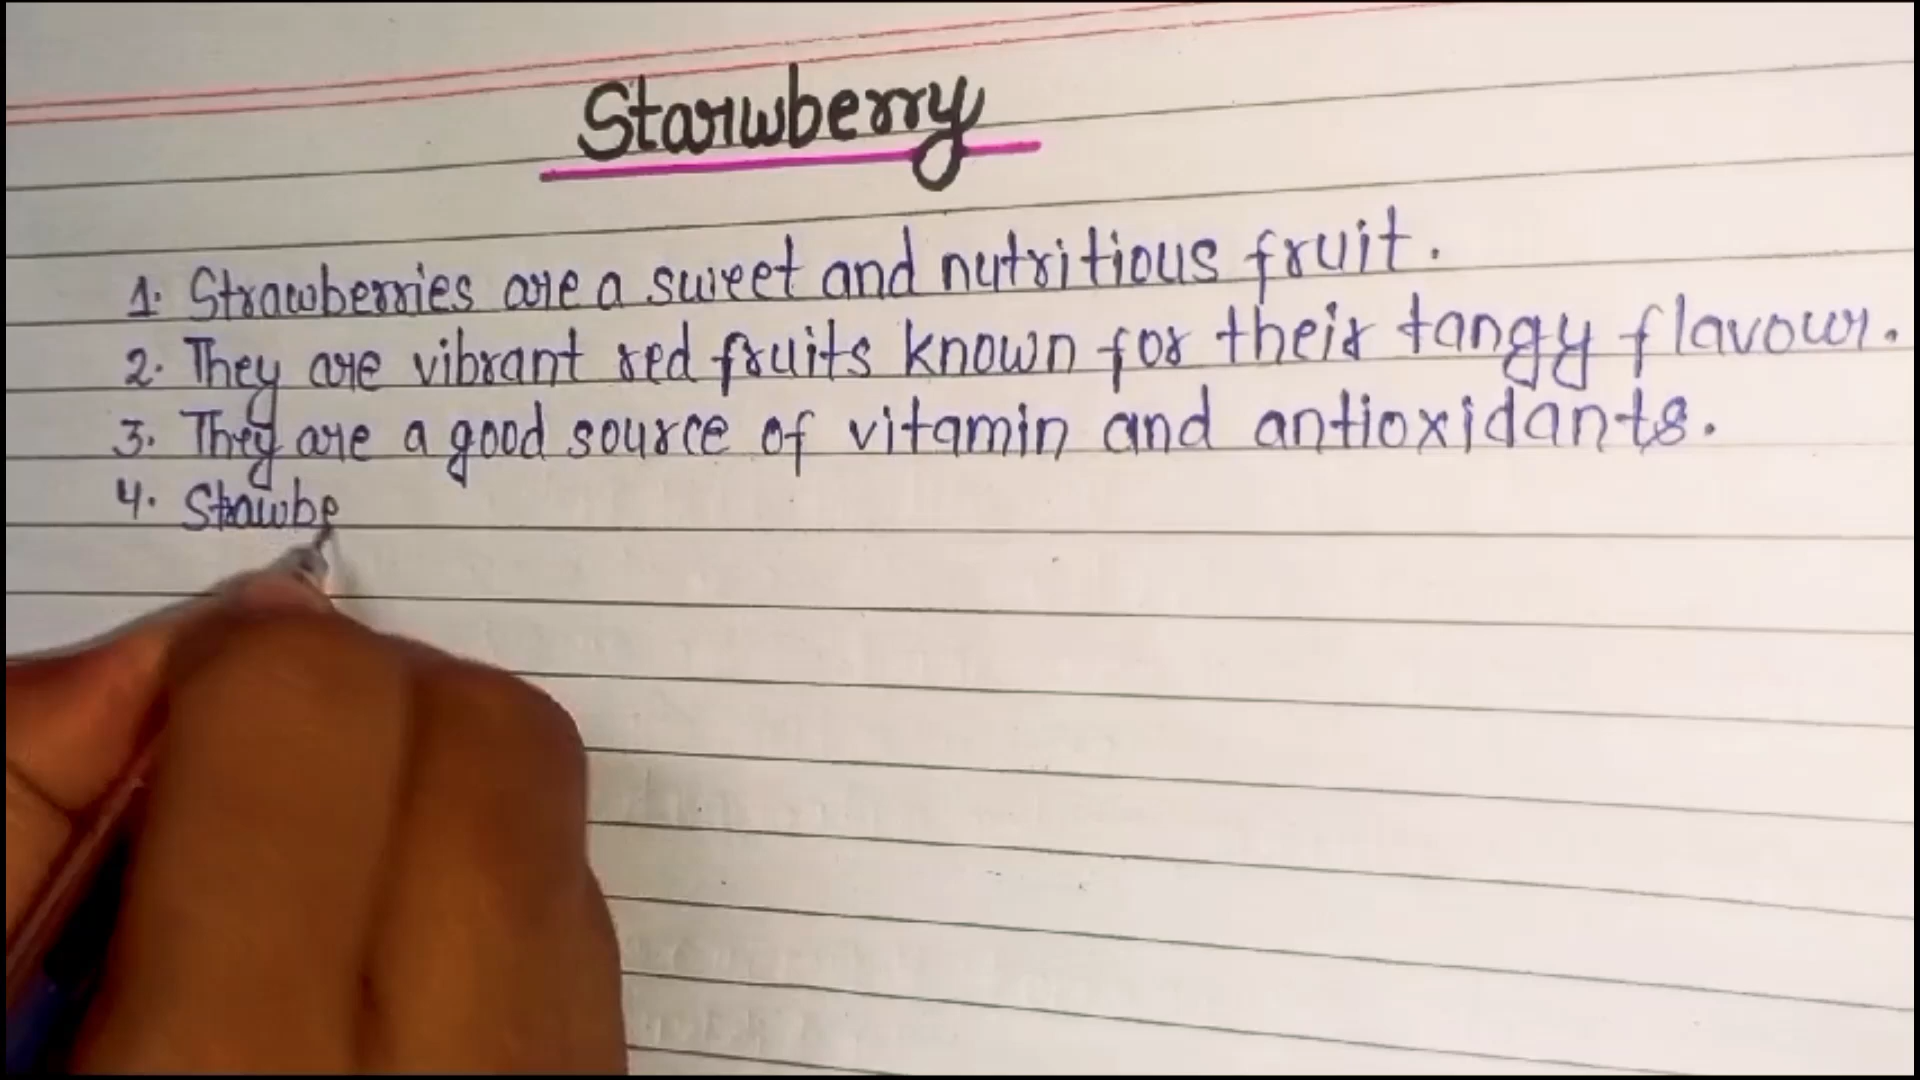 Starwberry
1. Strawberries are a sweet and nutritious fruit.
2. They are vibrant red fruits known for their tangy flavour.
3. They are a good source of vitamin and antioxidants.
4. Strawbe